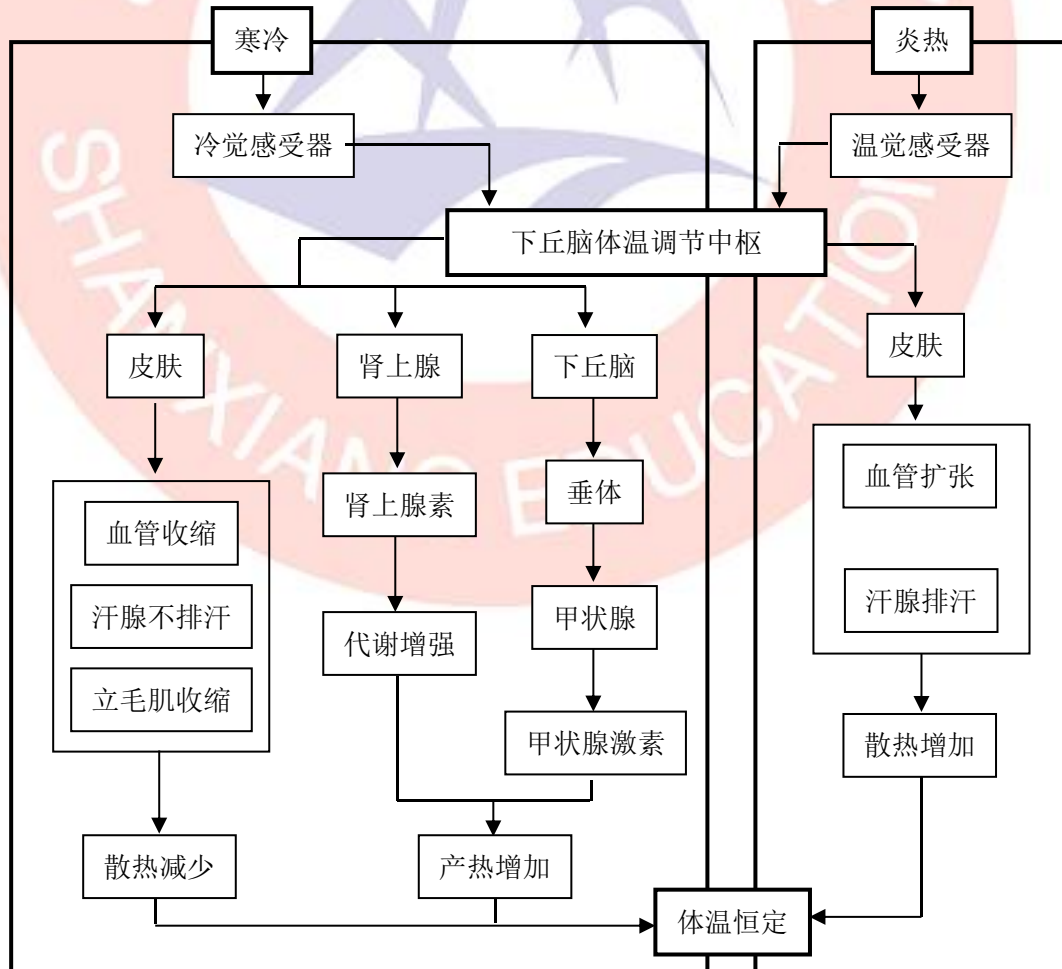 寒冷
炎热
冷觉感受器
温觉感受器
下丘脑体温调节中枢
皮肤
肾上腺
下丘脑
皮肤
血管收缩
汗腺不排汗
立毛肌收缩
肾上腺素
垂体
血管扩张
汗腺排汗
代谢增强
甲状腺
甲状腺激素
散热增加
散热减少
产热增加
体温恒定
SHANXIANG EDUCATION